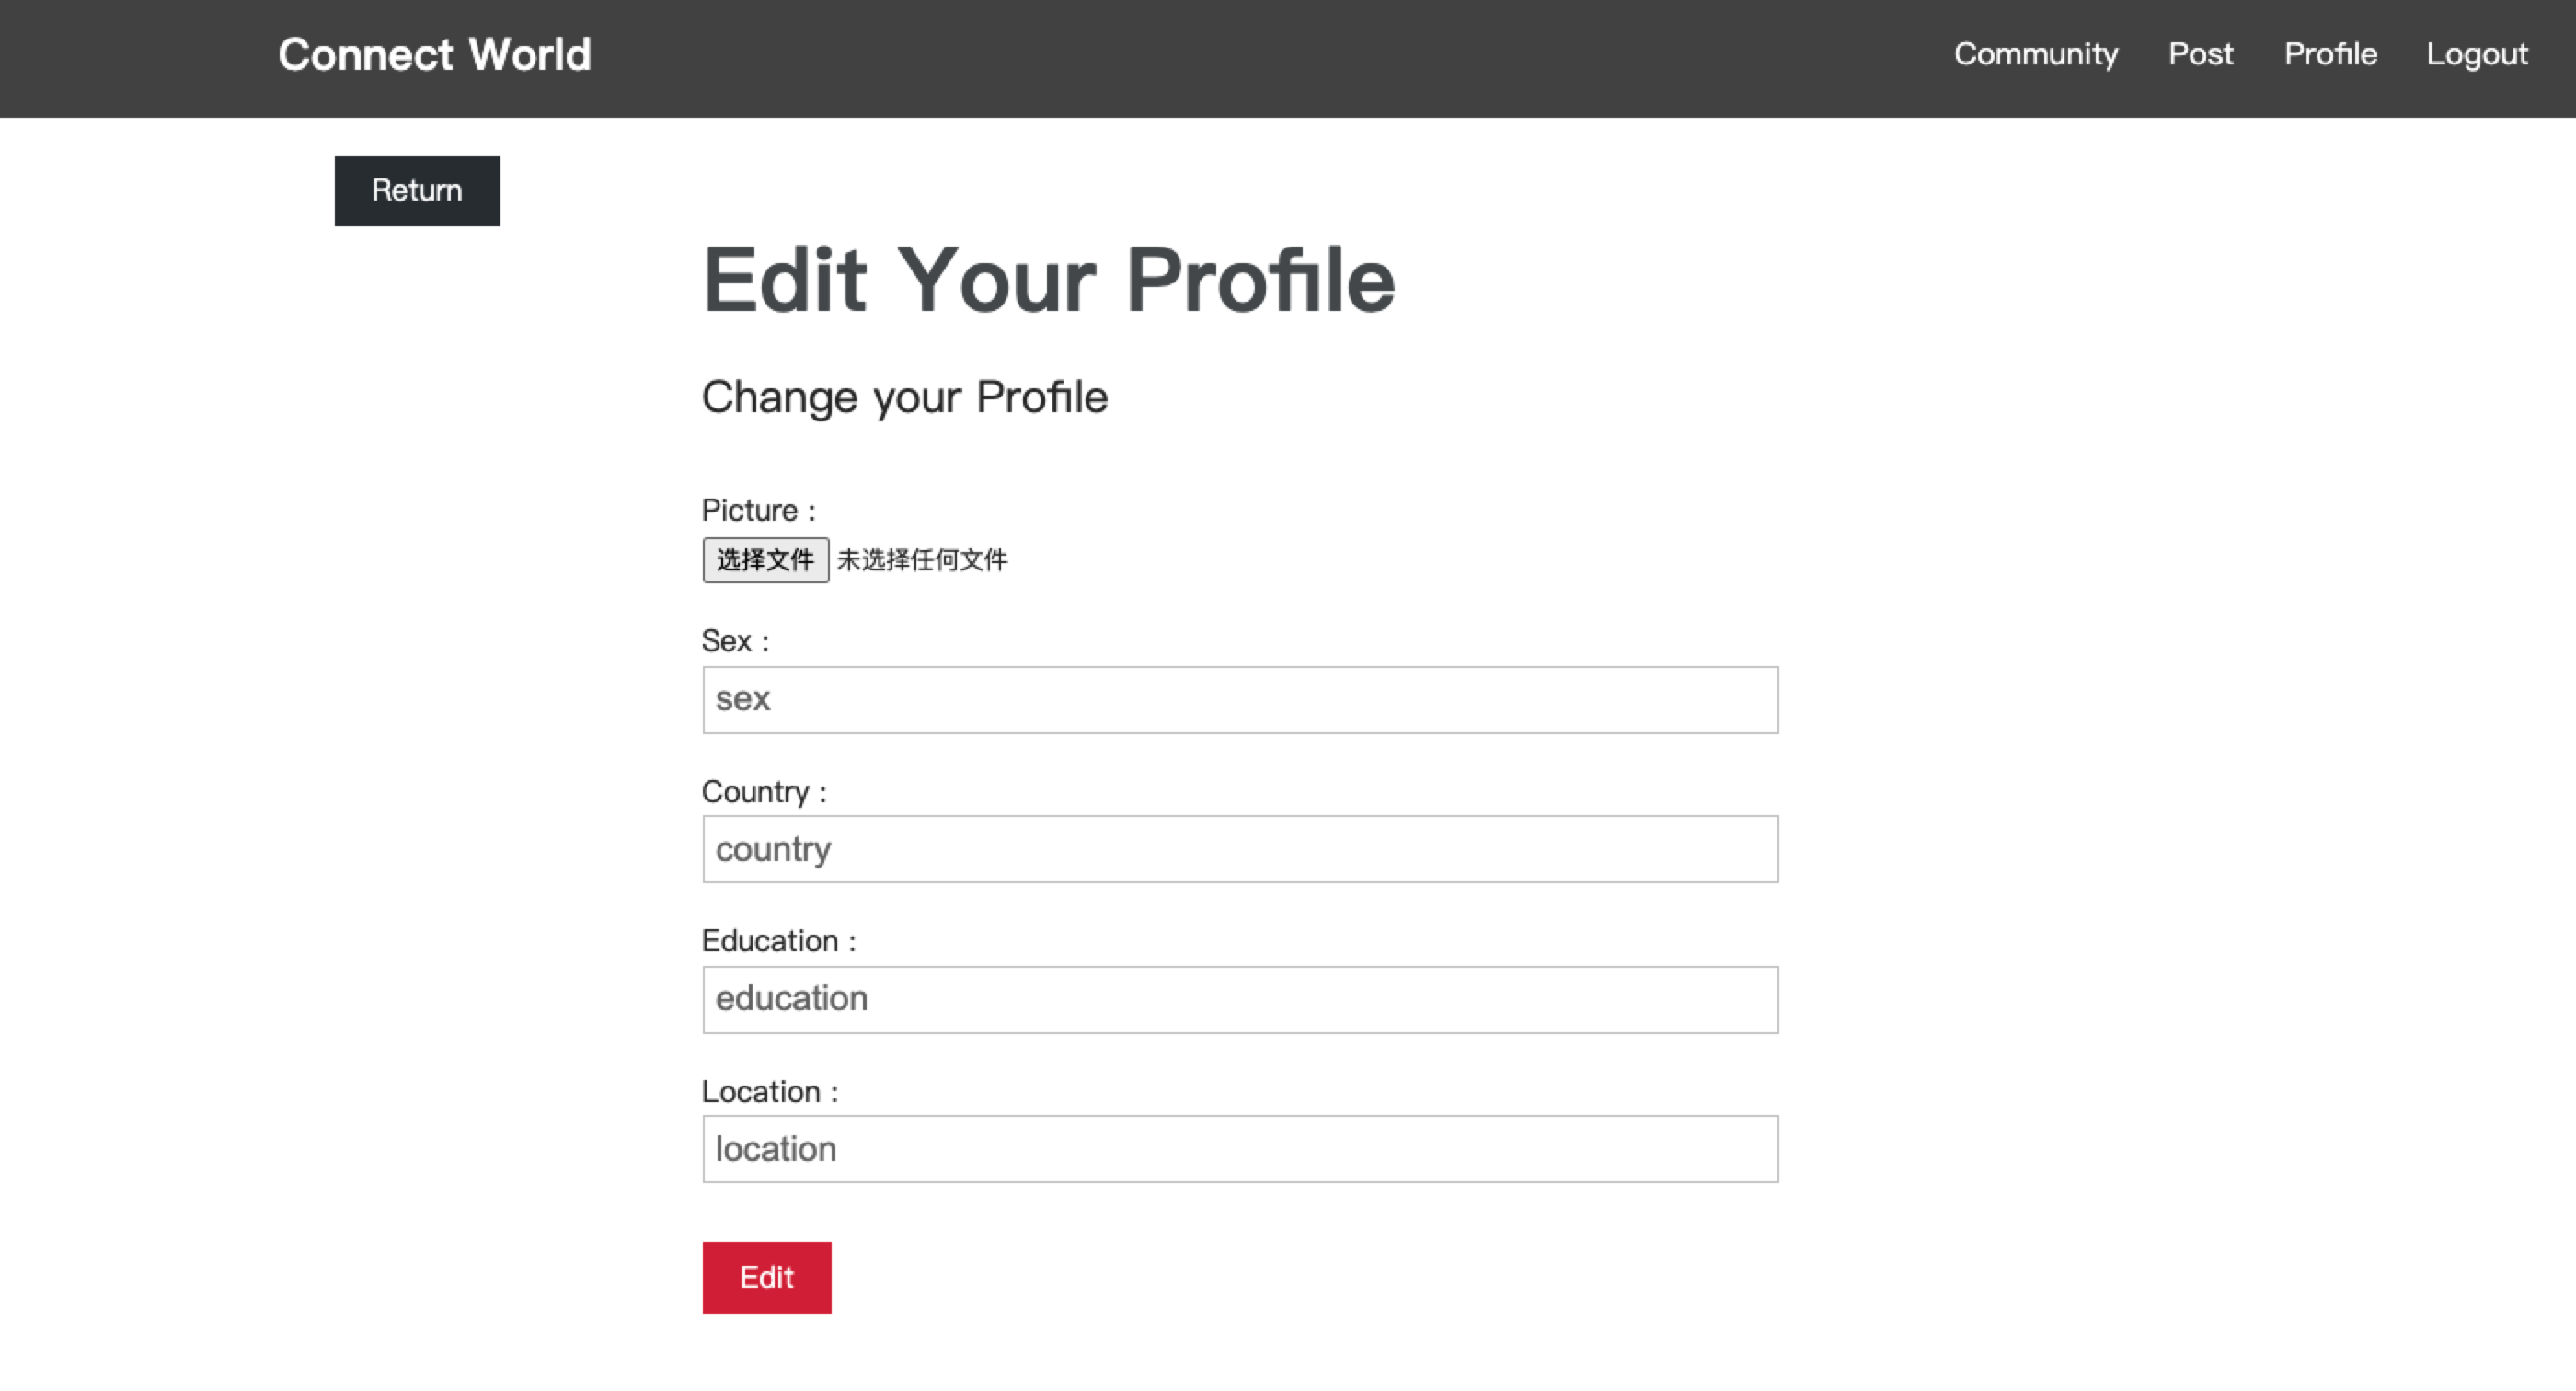 Connect World Community Post Profile Logout
Return
Edit Your Profile
Change your Profile
Picture :
选择文件 未选择任何文件
Sex :
sex
Country :
country
Education :
education
Location :
location
Edit